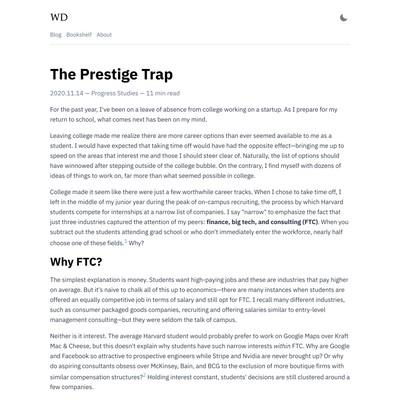 WD
Blog Bookshelf About
The Prestige Trap
2020.11.14 — Progress Studies — 11 min read
For the past year, I've been on a leave of absence from college working on a startup. As I prepare for my
return to school, what comes next has been on my mind.
Leaving college made me realize there are more career options than ever seemed available to me as a
student. I would have expected that taking time off would have had the opposite effect—bringing me up to
speed on the areas that interest me and those I should steer clear of. Naturally, the list of options should
have winnowed after stepping outside of the college bubble. On the contrary, I find myself with dozens of
ideas of things to work on, far more than what seemed possible in college.
College made it seem like there were just a few worthwhile career tracks. When I chose to take time off, I
left in the middle of my junior year during the peak of on-campus recruiting, the process by which Harvard
students compete for internships at a narrow list of companies. I say "narrow" to emphasize the fact that
just three industries captured the attention of my peers: finance, big tech, and consulting (FTC). When you
subtract out the students attending grad school or who don't immediately enter the workforce, nearly half
choose one of these fields.1 Why?
Why FTC?
The simplest explanation is money. Students want high-paying jobs and these are industries that pay higher
on average. But it's naive to chalk all of this up to economics—there are many instances when students are
offered an equally competitive job in terms of salary and still opt for FTC. I recall many different industries,
such as consumer packaged goods companies, recruiting and offering salaries similar to entry-level
management consulting—but they were seldom the talk of campus.
Neither is it interest. The average Harvard student would probably prefer to work on Google Maps over Kraft
Mac & Cheese, but this doesn't explain why students have such narrow interests within FTC. Why are Google
and Facebook so attractive to prospective engineers while Stripe and Nvidia are never brought up? Or why
do aspiring consultants obsess over McKinsey, Bain, and BCG to the exclusion of more boutique firms with
similar compensation structures?2 Holding interest constant, students' decisions are still clustered around a
few companies.